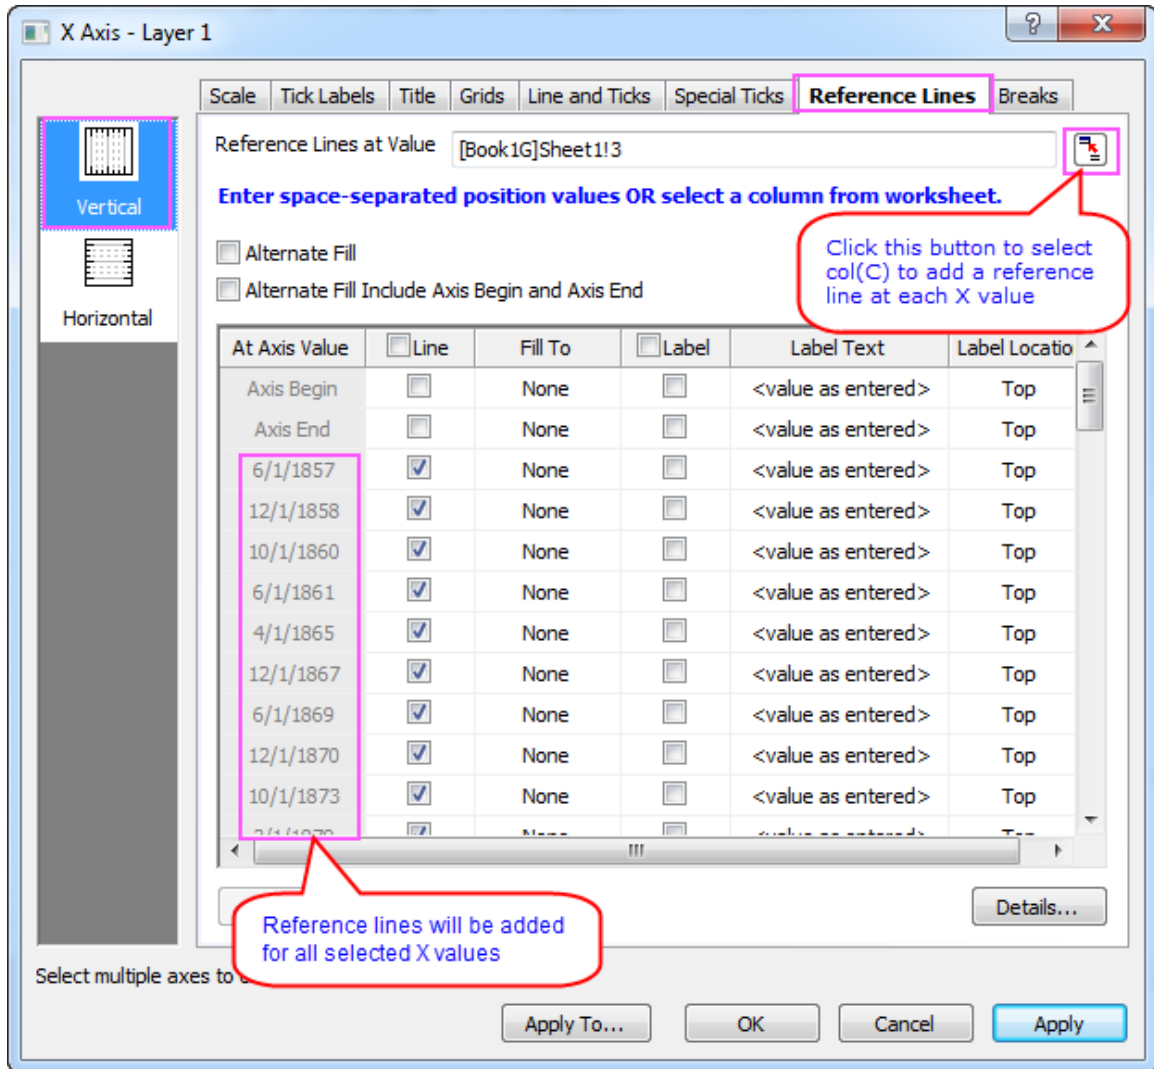 X Axis - Layer 1
Scale Tick Labels Title Grids Line and Ticks Special Ticks Reference Lines Breaks
Vertical
Horizontal
Reference Lines at Value [Book1G]Sheet1!3
Enter space-separated position values OR select a column from worksheet.
Click this button to select
col(C) to add a reference
line at each X value
Alternate Fill
Alternate Fill Include Axis Begin and Axis End
At Axis Value Line Fill To Label Label Text Label Locatio
Axis Begin None <value as entered> Top
Axis End None <value as entered> Top
6/1/1857 None <value as entered> Top
12/1/1858 None <value as entered> Top
10/1/1860 None <value as entered> Top
6/1/1861 None <value as entered> Top
4/1/1865 None <value as entered> Top
12/1/1867 None <value as entered> Top
6/1/1869 None <value as entered> Top
12/1/1870 None <value as entered> Top
10/1/1873 None <value as entered> Top
None <value as entered> Top
Reference lines will be added
for all selected X values
Details...
Select multiple axes to
Apply To... OK Cancel Apply